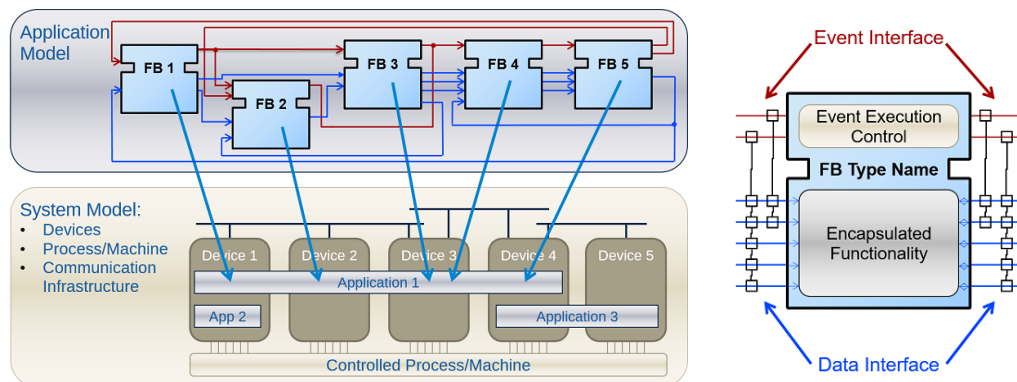 Application
Model
FB 1
FB 2
FB 3
FB 4
FB 5
System Model:
• Devices
• Process/Machine
• Communication
Infrastructure
Device 1
Device 2
Device 3
Device 4
Device 5
Application 1
App 2
Application 3
Controlled Process/Machine
Event Interface
Event Execution
Control
FB Type Name
Encapsulated
Functionality
Data Interface